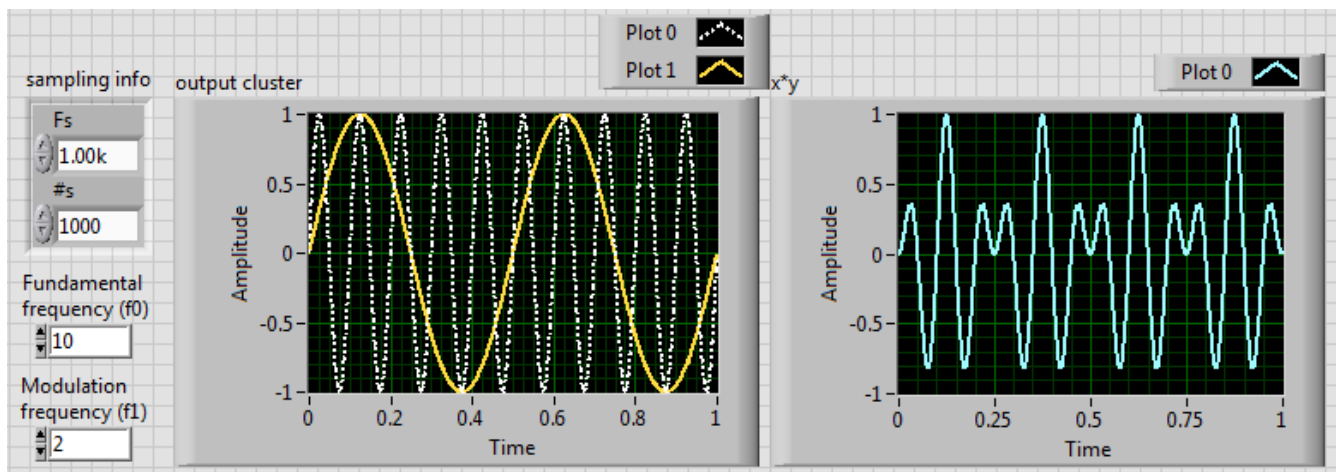 Plot 0
Plot 1
sampling info
Fs
1.00k
#s
1000
Fundamental
frequency (f0)
10
Modulation
frequency (f1)
2
output cluster
Amplitude
1
0.5
0
-0.5
-1
0 0.2 0.4 0.6 0.8 1
Time
x*y
Plot 0
Amplitude
1
0.5
0
-0.5
-1
0 0.25 0.5 0.75 1
Time